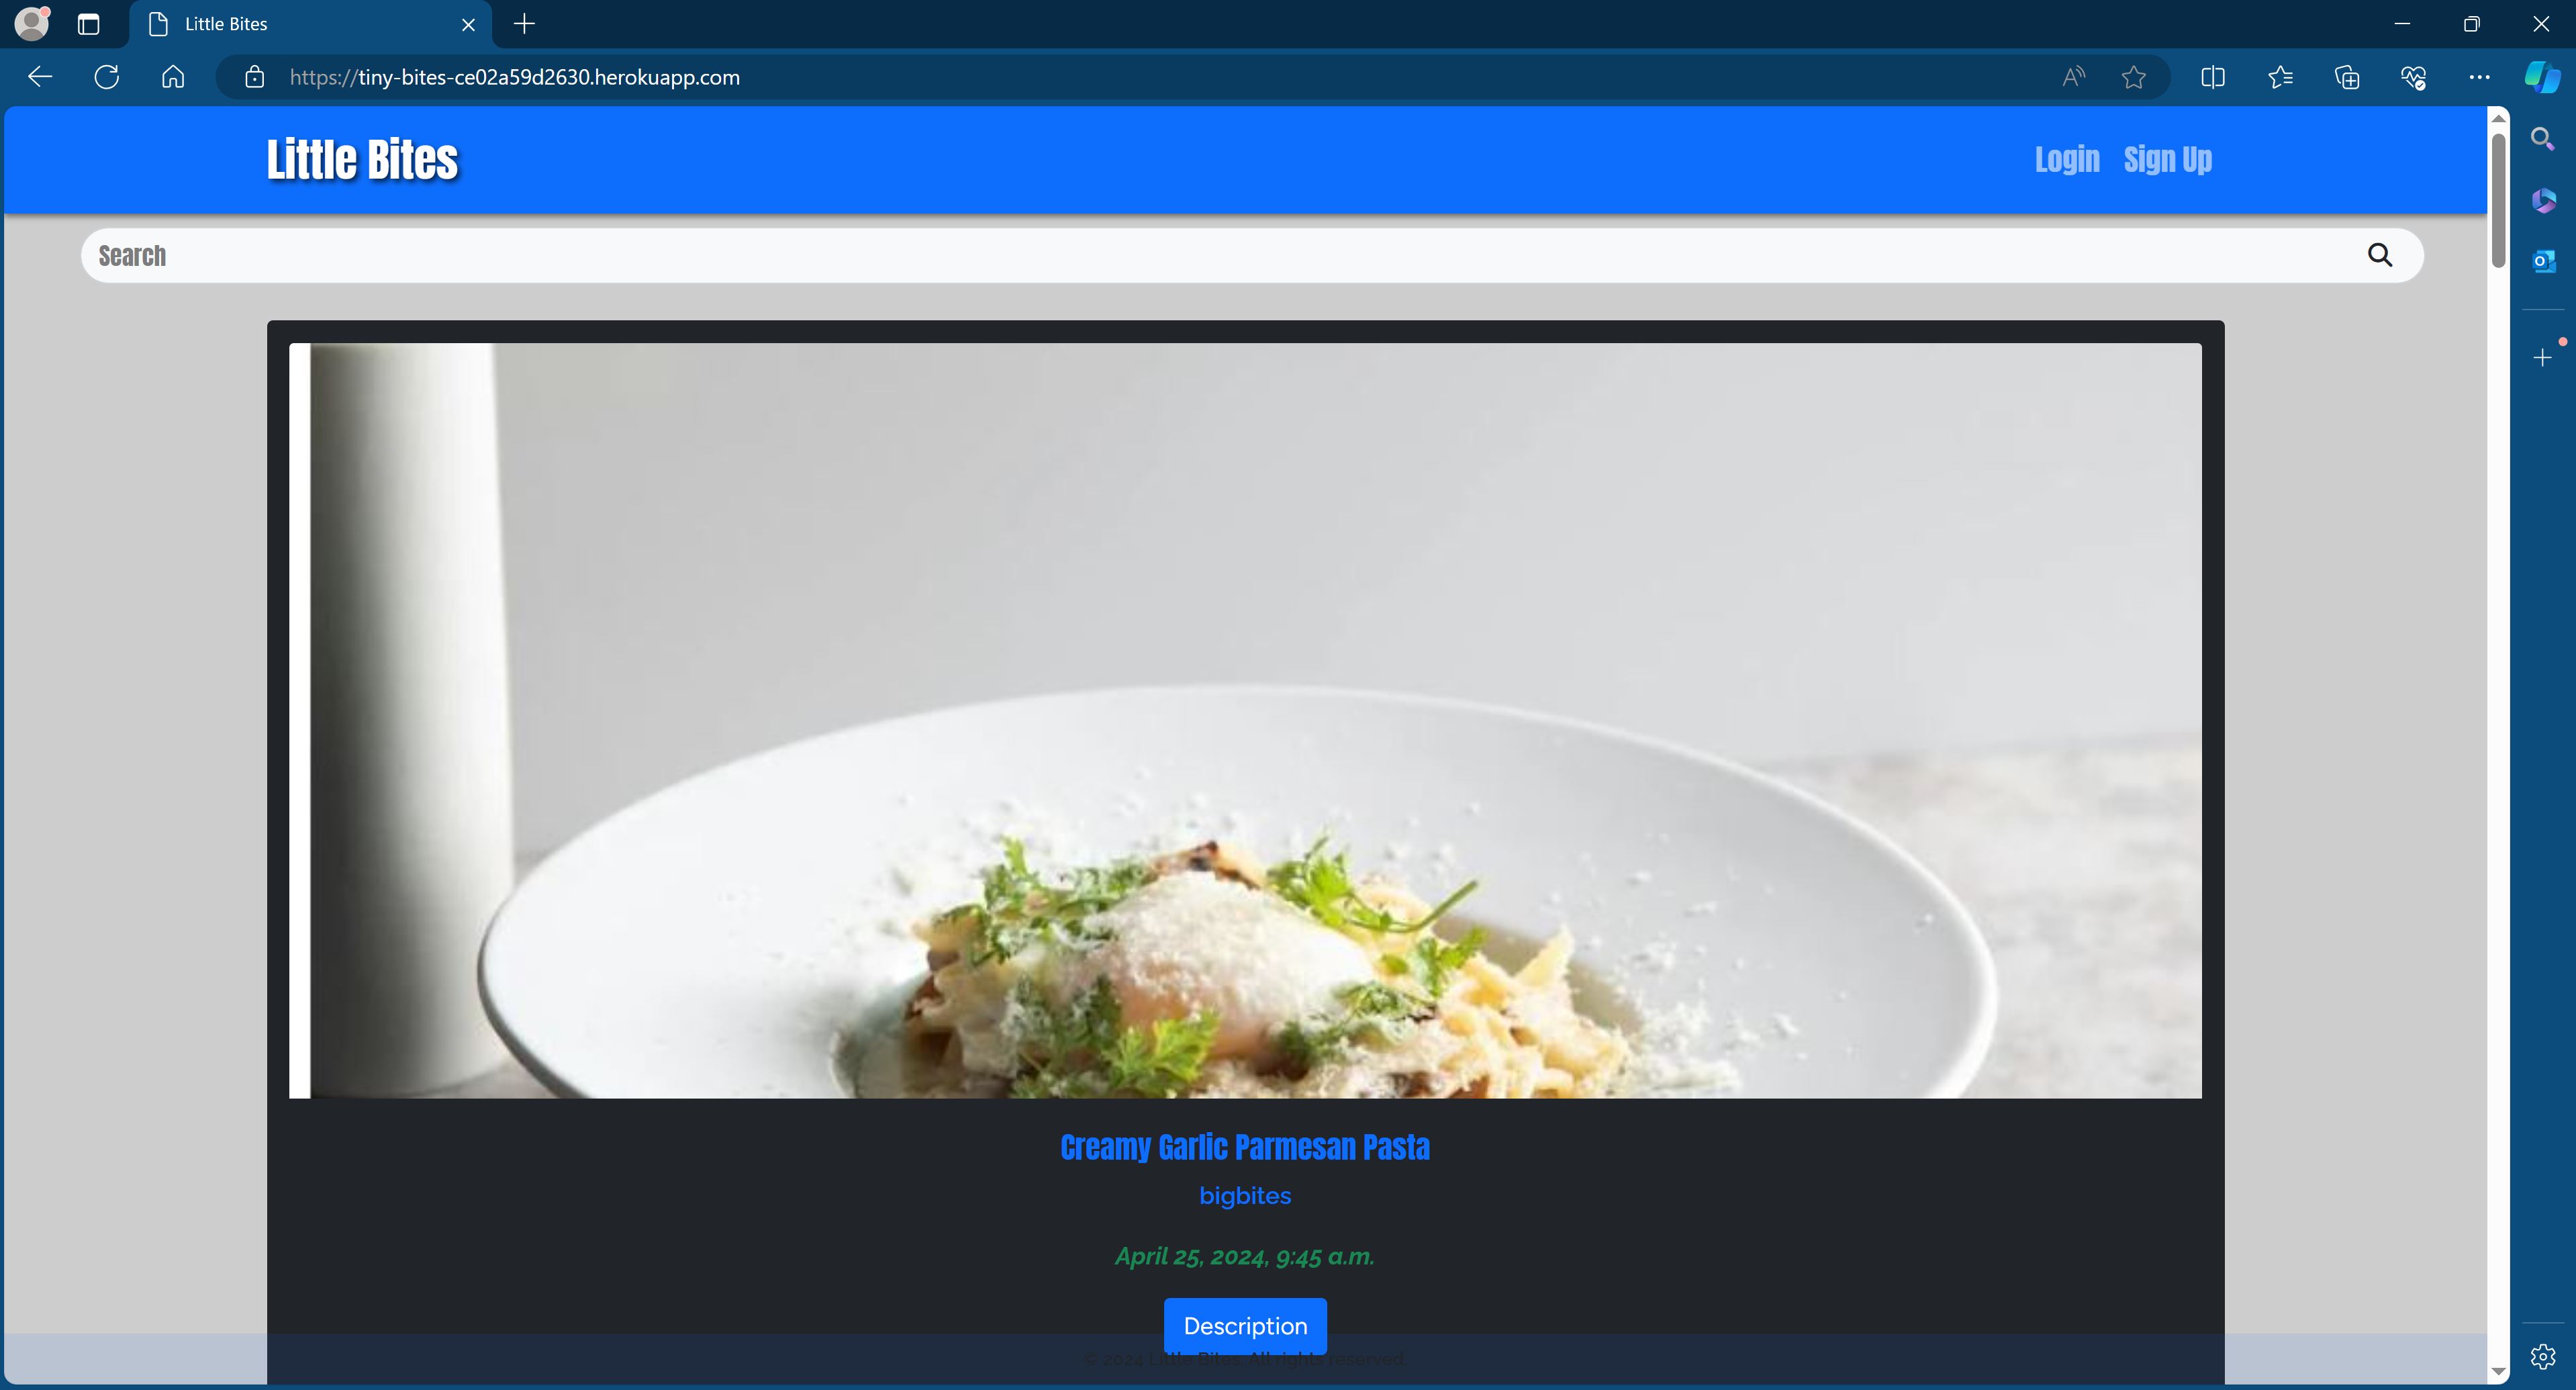 Little Bites
https://tiny-bites-ce02a59d2630.herokuapp.com
Little Bites
Login Sign Up
Search
Creamy Garlic Parmesan Pasta
bigbites
April 25, 2024, 9:45 a.m.
Description
© 2024 Little Bites. All rights reserved.